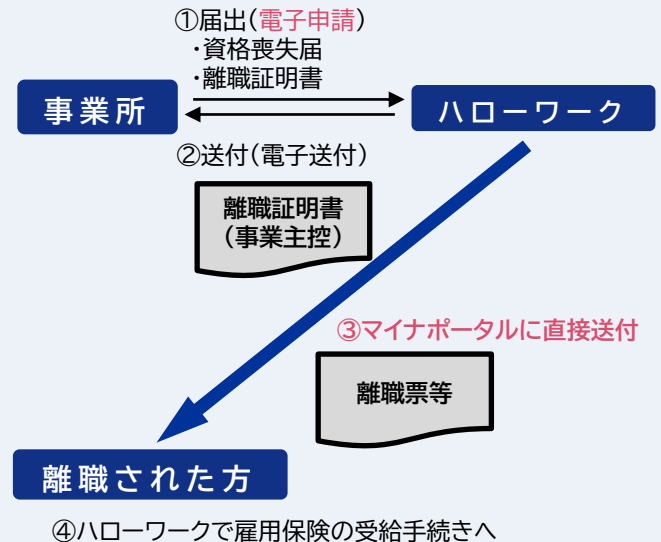 ①届出(電子申請)
・資格喪失届
・離職証明書
事業所
ハローワーク
②送付(電子送付)
離職証明書
(事業主控)
③マイナポータルに直接送付
離職票等
離職された方
④ハローワークで雇用保険の受給手続きへ